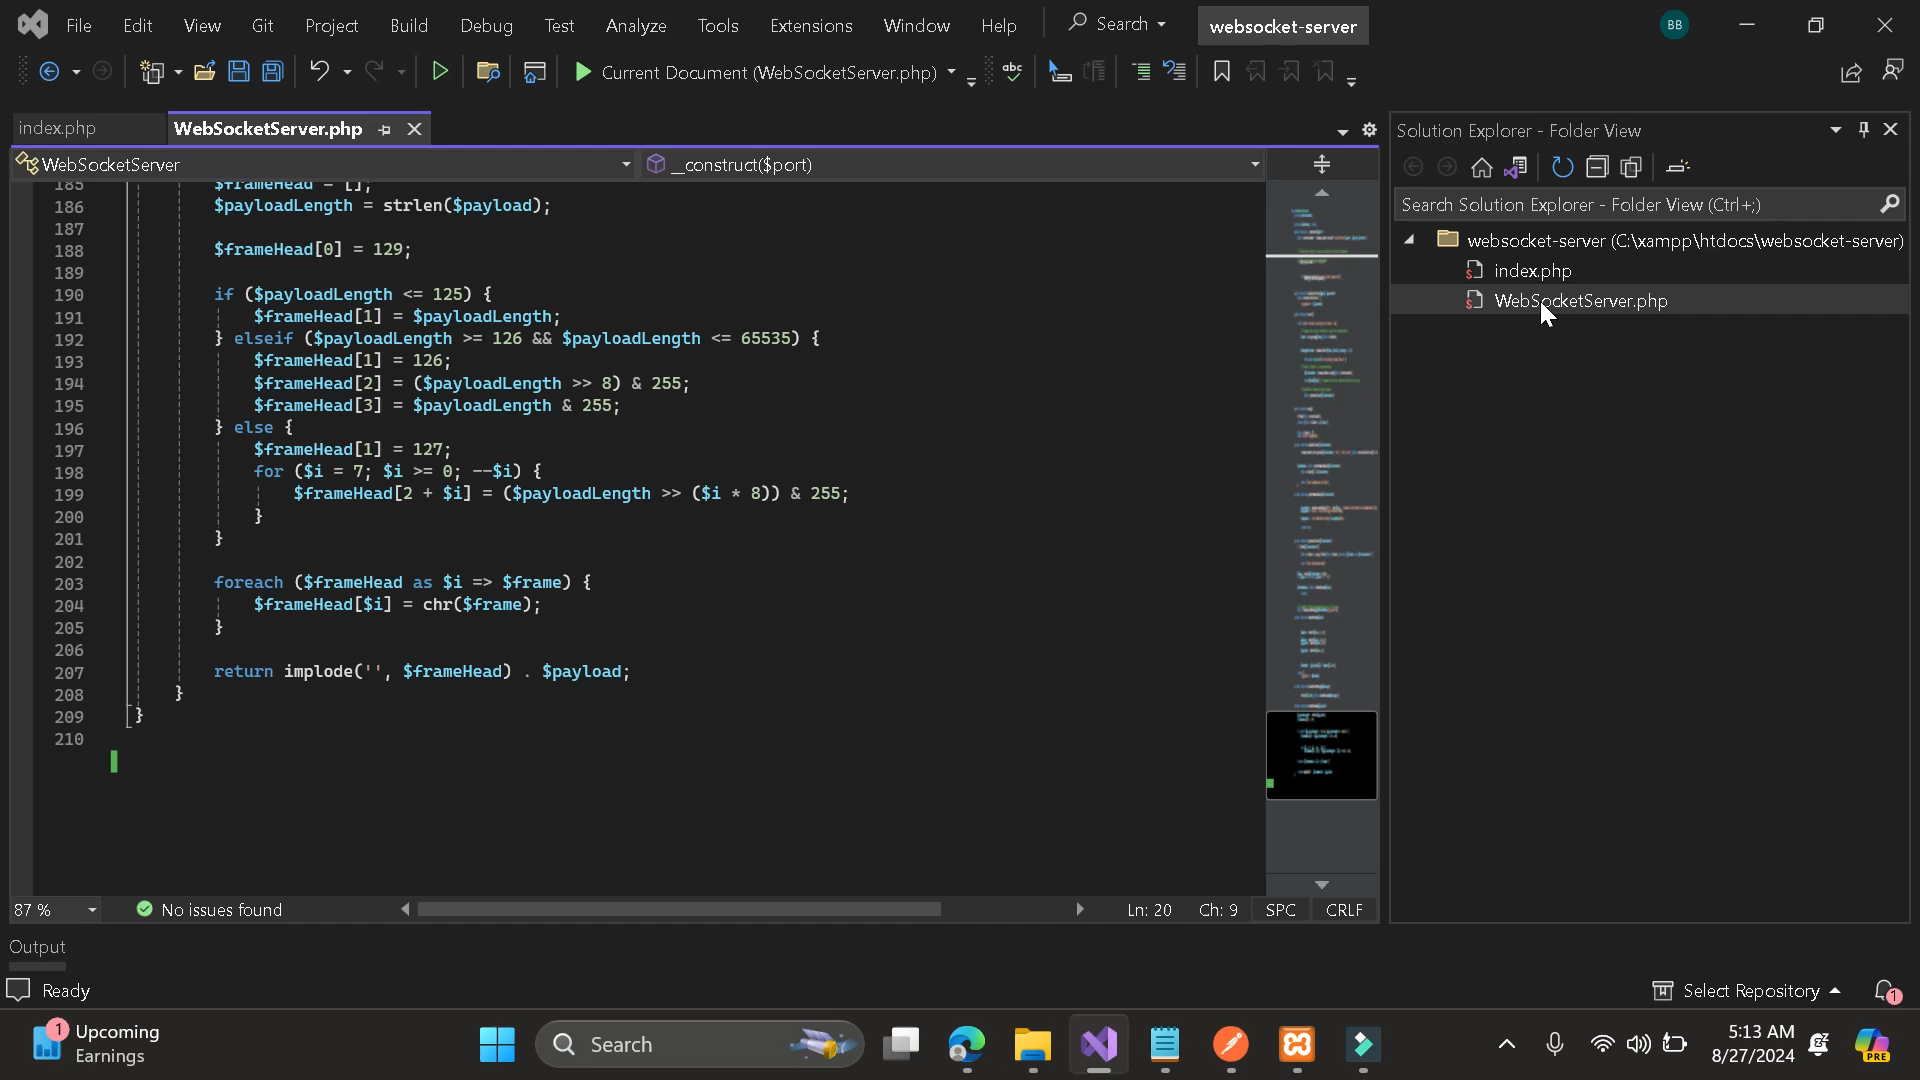 File Edit View Git Project Build Debug Test Analyze Tools Extensions Window Help Search websocket-server BB
Current Document (WebSocketServer.php) abc
index.php WebSocketServer.php
WebSocketServer __construct($port)
185 $frameHead = [];
186 $payloadLength = strlen($payload);
187
188 $frameHead[0] = 129;
189
190 if ($payloadLength <= 125) {
191 $frameHead[1] = $payloadLength;
192 } elseif ($payloadLength >= 126 && $payloadLength <= 65535) {
193 $frameHead[1] = 126;
194 $frameHead[2] = ($payloadLength >> 8) & 255;
195 $frameHead[3] = $payloadLength & 255;
196 } else {
197 $frameHead[1] = 127;
198 for ($i = 7; $i >= 0; --$i) {
199 $frameHead[2 + $i] = ($payloadLength >> ($i * 8)) & 255;
200 }
201 }
202
203 foreach ($frameHead as $i => $frame) {
204 $frameHead[$i] = chr($frame);
205 }
206
207 return implode('', $frameHead) . $payload;
208 }
209 }
210
87 % No issues found Ln: 20 Ch: 9 SPC CRLF
Solution Explorer - Folder View
Search Solution Explorer - Folder View (Ctrl+;)
websocket-server (C:\xampp\htdocs\websocket-server)
index.php
WebSocketServer.php
Output
Ready Select Repository 1
1 Upcoming
Earnings
Search
5:13 AM
8/27/2024
PRE